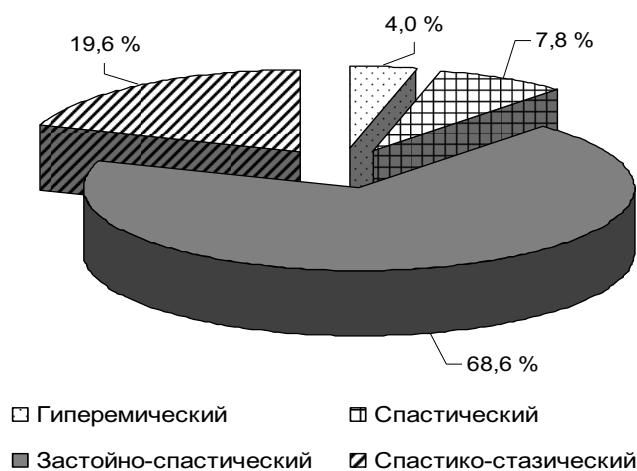 19,6 %
4,0 %
7,8 %
68,6 %
Гиперемический
Спастический
Застойно-спастический
Спастико-стазический